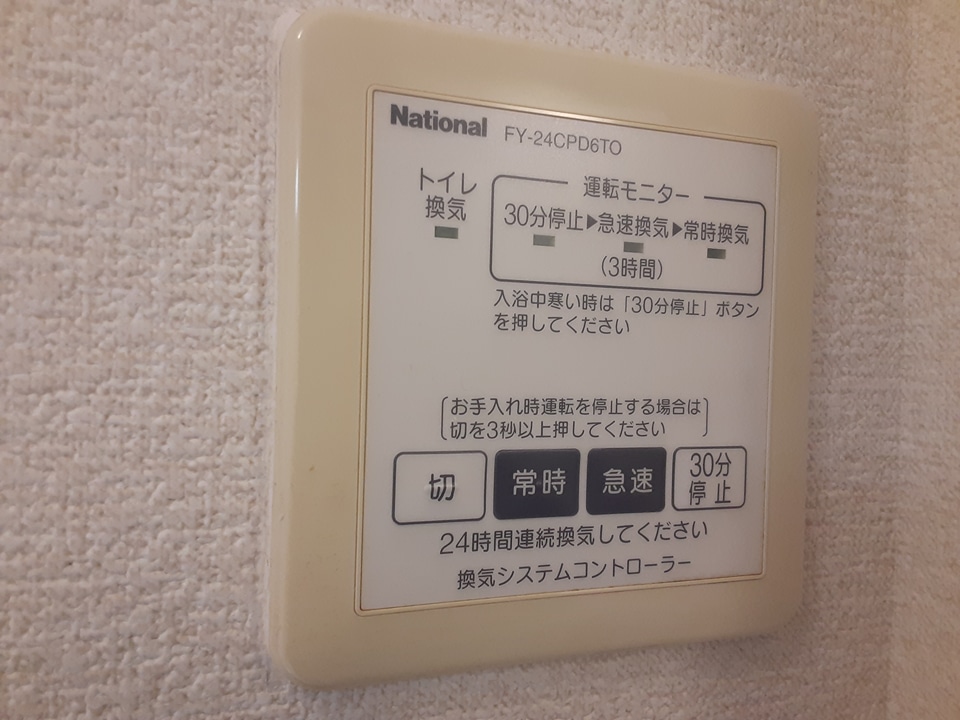 National FY-24CPD6TO
トイレ
換気
運転モニター
30分停止▶急速換気▶常時換気
(3時間)
入浴中寒い時は「30分停止」ボタン
を押してください
お手入れ時運転を停止する場合は
切を3秒以上押してください
切 常時 急速 30分
停止
24時間連続換気してください
換気システムコントローラー